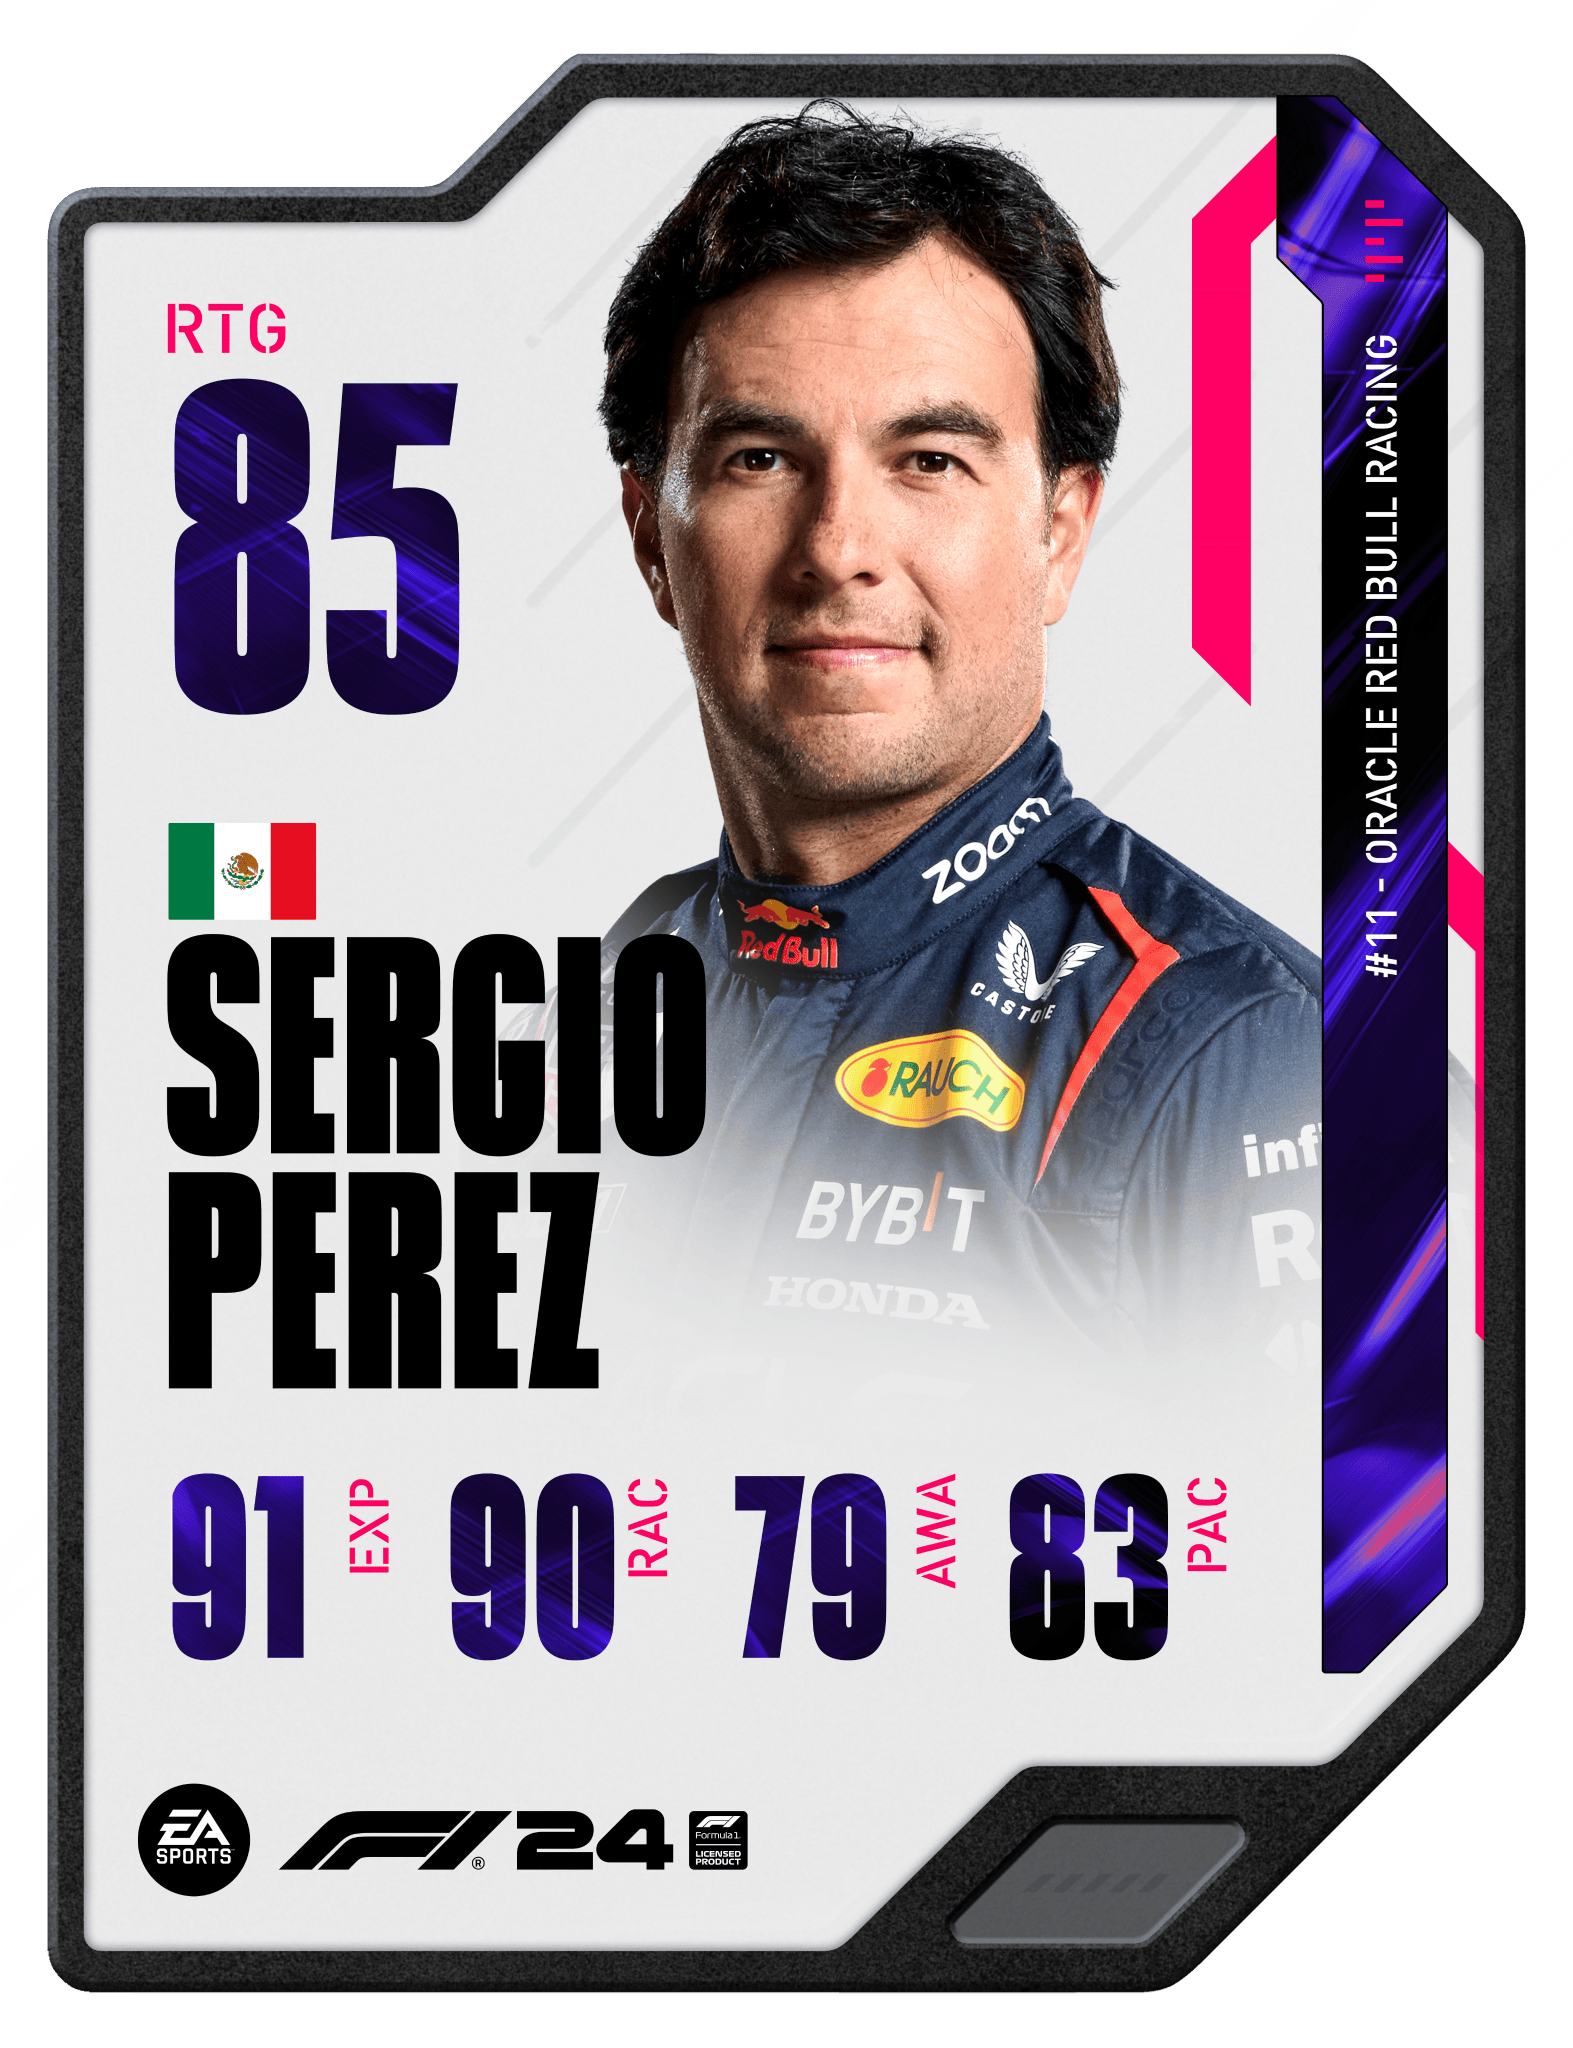 RTG
85
#11 - ORACLE RED BULL RACING
SERGIO
PEREZ
zoom
Red Bull
CASTORE
RAUCH
sparco
BYBIT
HONDA
91 EXP
90 RAC
79 AWA
83 PAC
EA
SPORTS
F1® 24
F1
Formula 1
LICENSED
PRODUCT